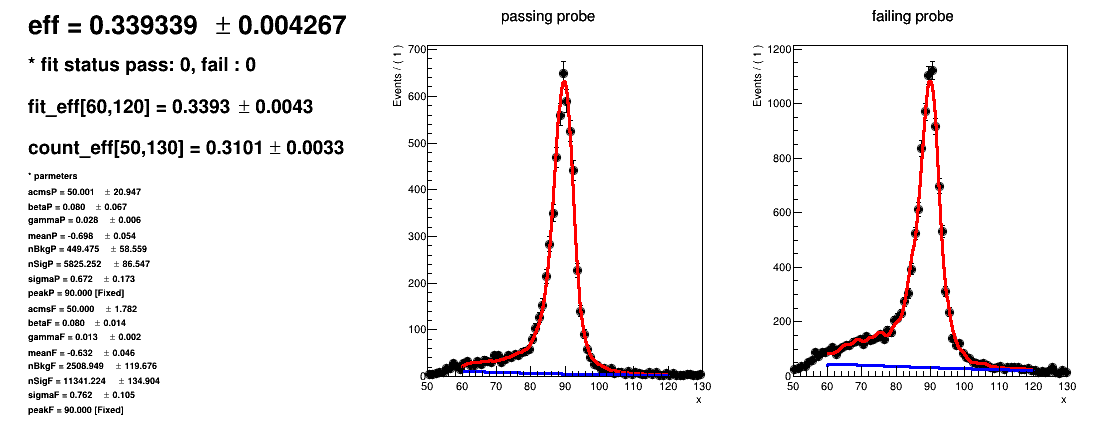 eff = 0.339339 ± 0.004267
* fit status pass: 0, fail : 0
fit_eff[60,120] = 0.3393 ± 0.0043
count_eff[50,130] = 0.3101 ± 0.0033
* parmeters
acmsP = 50.001 ± 20.947
betaP = 0.080 ± 0.067
gammaP = 0.028 ± 0.006
meanP = -0.698 ± 0.054
nBkgP = 449.475 ± 58.559
nSigP = 5825.252 ± 86.547
sigmaP = 0.672 ± 0.173
peakP = 90.000 [Fixed]
acmsF = 50.000 ± 1.782
betaF = 0.080 ± 0.014
gammaF = 0.013 ± 0.002
meanF = -0.632 ± 0.046
nBkgF = 2508.949 ± 119.676
nSigF = 11341.224 ± 134.904
sigmaF = 0.762 ± 0.105
peakF = 90.000 [Fixed]
passing probe
Events / ( 1 )
700
600
500
400
300
200
100
0
50 60 70 80 90 100 110 120 130
x
failing probe
Events / ( 1 )
1200
1000
800
600
400
200
0
50 60 70 80 90 100 110 120 130
x